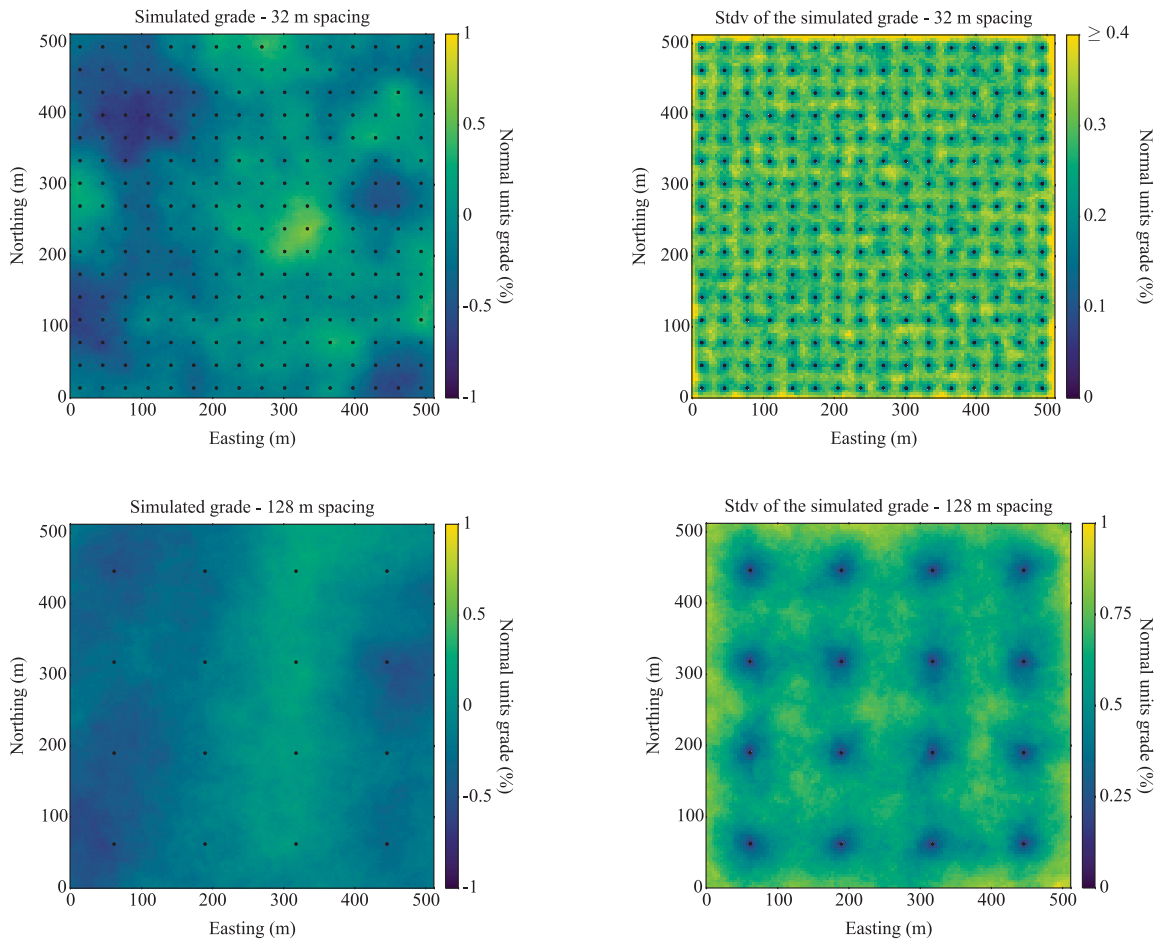 Simulated grade - 32 m spacing
500
400
300
200
100
0
0 100 200 300 400 500
Northing (m)
Easting (m)
1
0.5
0
-0.5
-1
Normal units grade (%)
Stdv of the simulated grade - 32 m spacing
500
400
300
200
100
0
0 100 200 300 400 500
Northing (m)
Easting (m)
≥ 0.4
0.3
0.2
0.1
0
Normal units grade (%)
Simulated grade - 128 m spacing
500
400
300
200
100
0
0 100 200 300 400 500
Northing (m)
Easting (m)
1
0.5
0
-0.5
-1
Normal units grade (%)
Stdv of the simulated grade - 128 m spacing
500
400
300
200
100
0
0 100 200 300 400 500
Northing (m)
Easting (m)
1
0.75
0.5
0.25
0
Normal units grade (%)